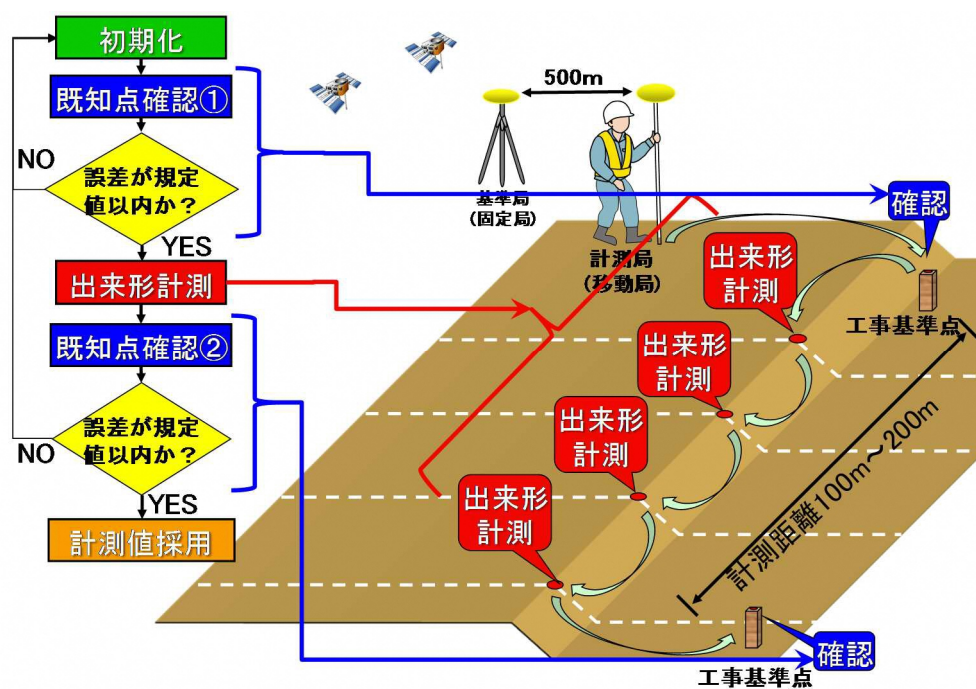 初期化
既知点確認①
NO
誤差が規定
値以内か？
YES
出来形計測
既知点確認②
誤差が規定
値以内か？
NO
YES
計測値採用
500m
基準局
(固定局)
計測局
(移動局)
確認
工事基準点
出来形
計測
出来形
計測
出来形
計測
出来形
計測
計測距離100m～200m
確認
工事基準点